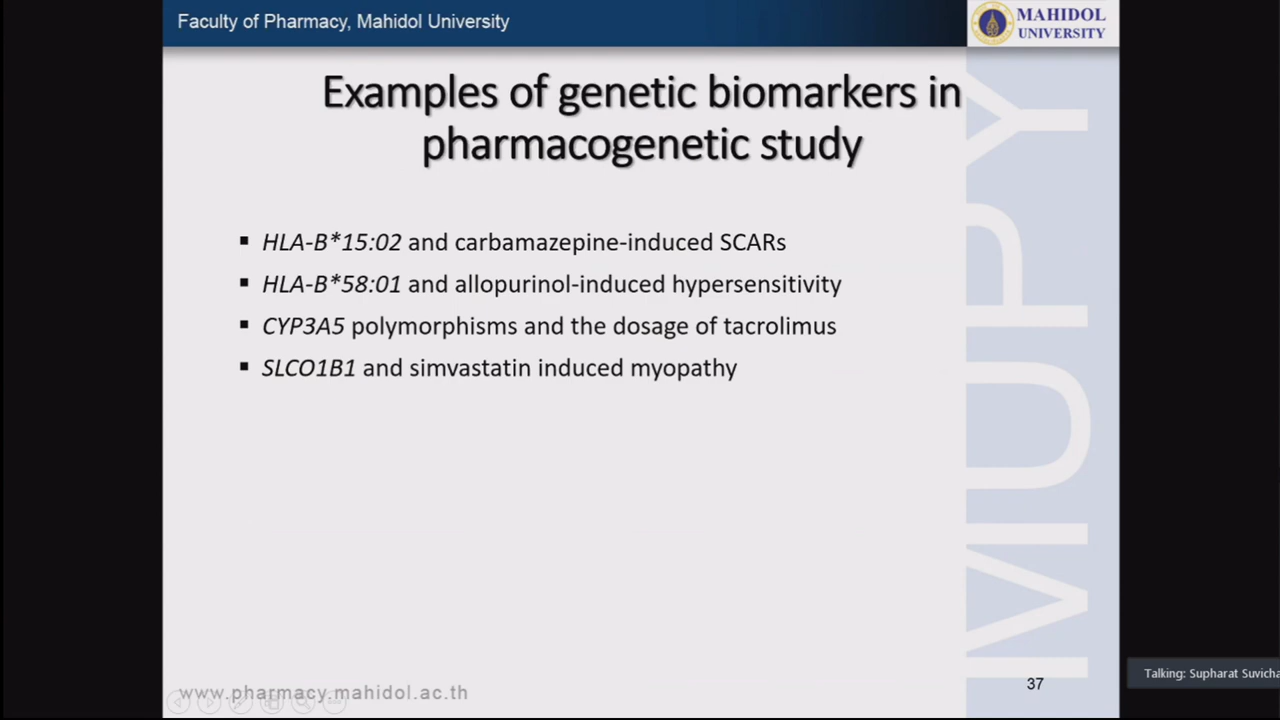 Faculty of Pharmacy, Mahidol University
MAHIDOL
UNIVERSITY
Examples of genetic biomarkers in
pharmacogenetic study
▪ HLA-B*15:02 and carbamazepine-induced SCARs
▪ HLA-B*58:01 and allopurinol-induced hypersensitivity
▪ CYP3A5 polymorphisms and the dosage of tacrolimus
▪ SLCO1B1 and simvastatin induced myopathy
MUPY
www.pharmacy.mahidol.ac.th
37
Talking: Supharat Suvicha